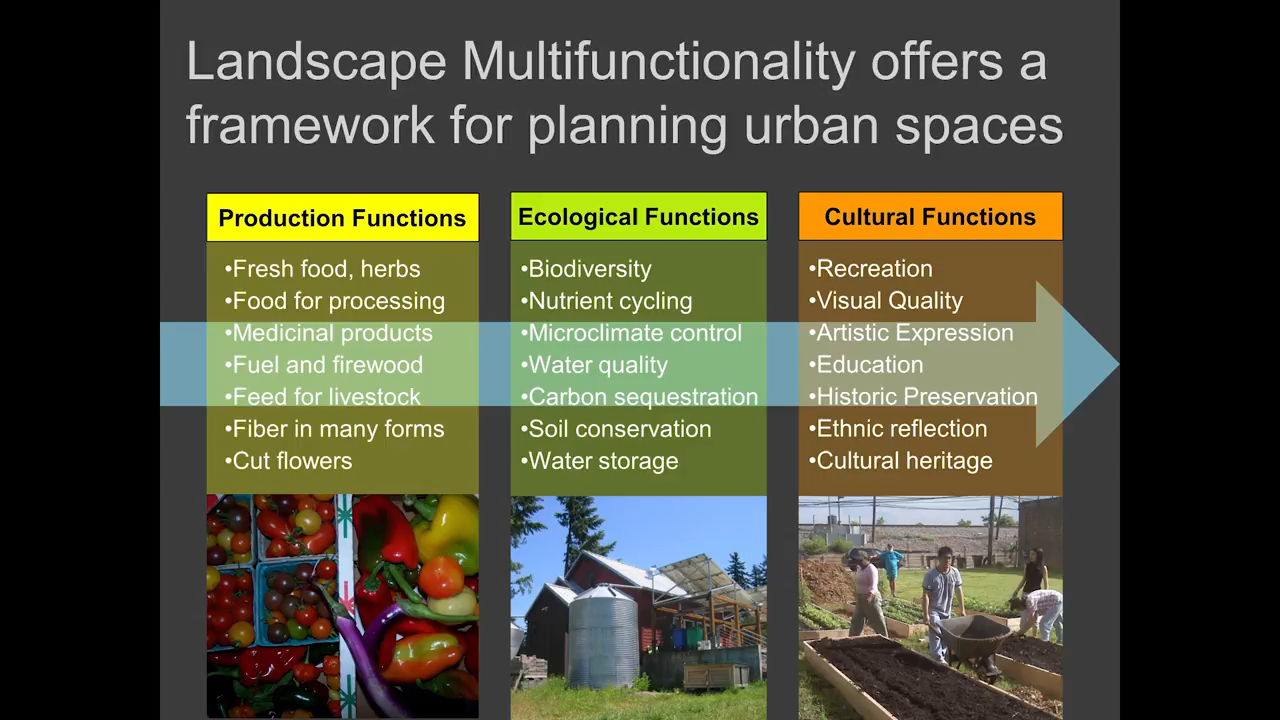 Landscape Multifunctionality offers a
framework for planning urban spaces
Production Functions
•Fresh food, herbs
•Food for processing
•Medicinal products
•Fuel and firewood
•Feed for livestock
•Fiber in many forms
•Cut flowers
Ecological Functions
•Biodiversity
•Nutrient cycling
•Microclimate control
•Water quality
•Carbon sequestration
•Soil conservation
•Water storage
Cultural Functions
•Recreation
•Visual Quality
•Artistic Expression
•Education
•Historic Preservation
•Ethnic reflection
•Cultural heritage